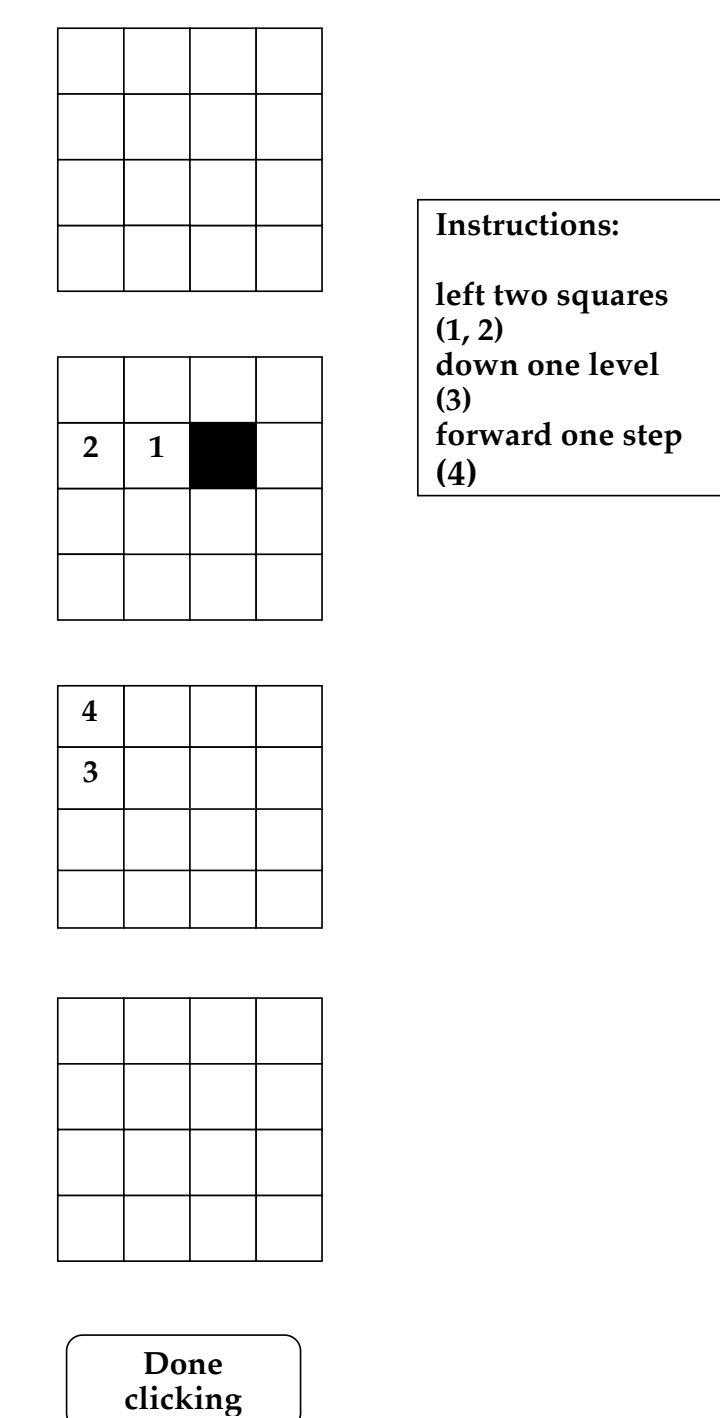 Instructions:
left two squares
(1, 2)
down one level
(3)
forward one step
(4)
2 1
4
3
Done
clicking